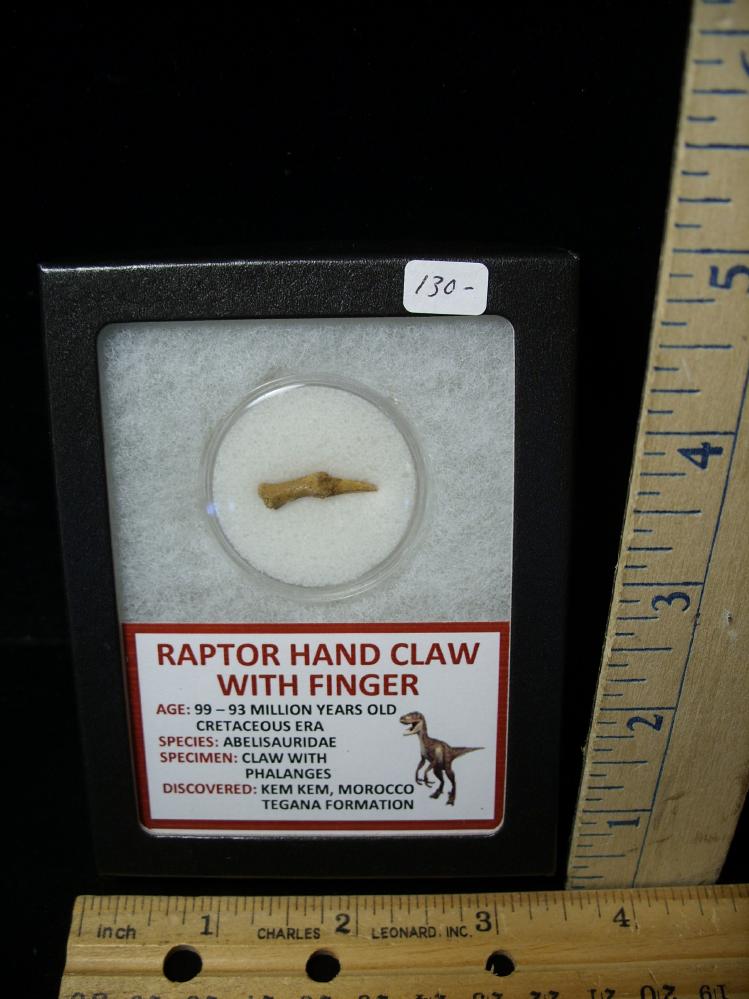 130-
RAPTOR HAND CLAW
WITH FINGER
AGE: 99 – 93 MILLION YEARS OLD
CRETACEOUS ERA
SPECIES: ABELISAURIDAE
SPECIMEN: CLAW WITH
PHALANGES
DISCOVERED: KEM KEM, MOROCCO
TEGANA FORMATION
5
4
3
2
1
inch 1 CHARLES 2 LEONARD, INC. 3 4